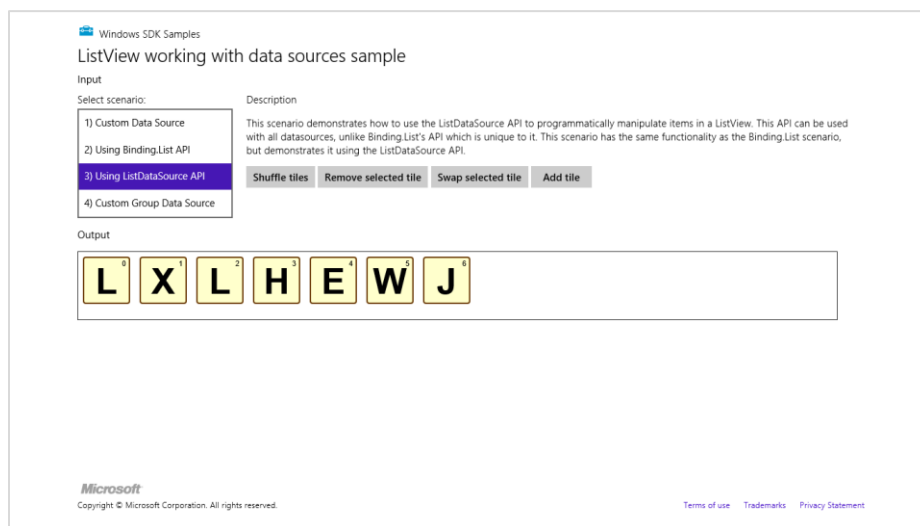 Windows SDK Samples
ListView working with data sources sample
Input
Select scenario:
Description
1) Custom Data Source
2) Using Binding.List API
3) Using ListDataSource API
4) Custom Group Data Source
This scenario demonstrates how to use the ListDataSource API to programmatically manipulate items in a ListView. This API can be used
with all datasources, unlike Binding.List's API which is unique to it. This scenario has the same functionality as the Binding.List scenario,
but demonstrates it using the ListDataSource API.
Shuffle tiles Remove selected tile Swap selected tile Add tile
Output
L 0 X 1 L 2 H 3 E 4 W 5 J 6
Microsoft
Copyright © Microsoft Corporation. All rights reserved.
Terms of use Trademarks Privacy Statement